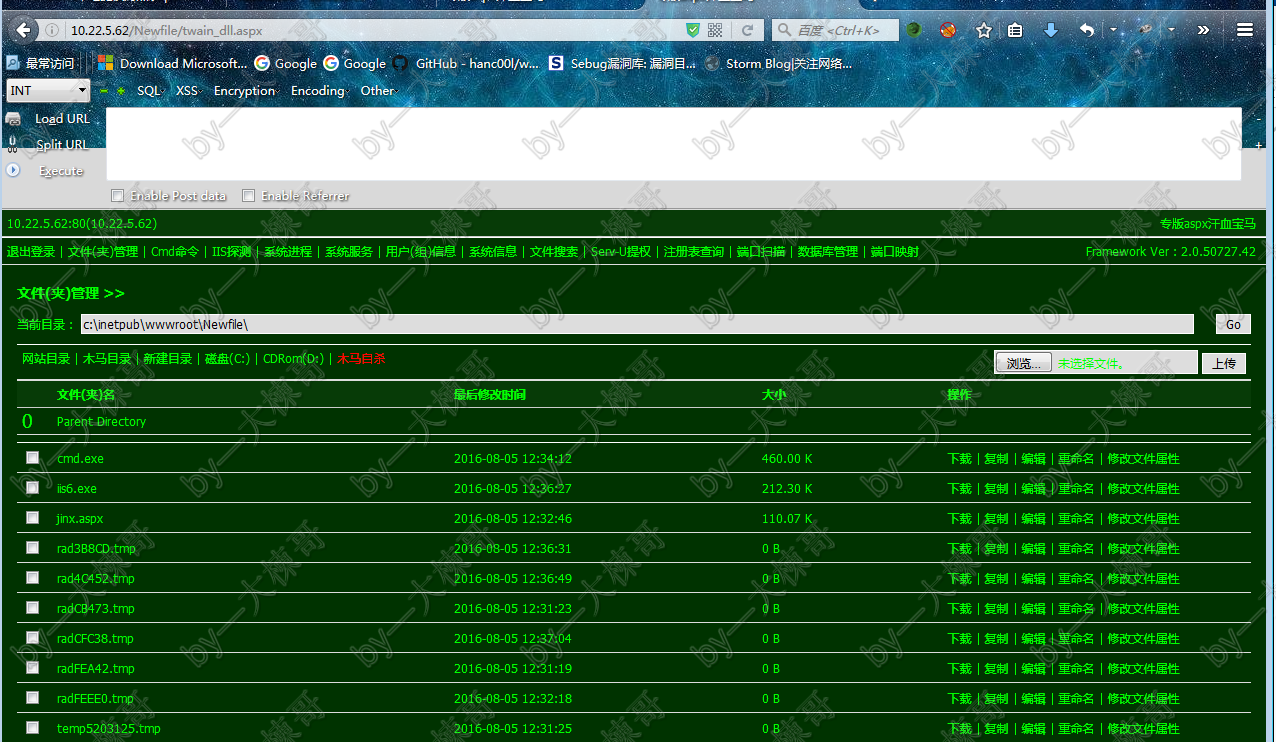 10.22.5.62/Newfile/twain_dll.aspx
百度 <Ctrl+K>
最常访问 Download Microsoft... Google Google GitHub - hanc00l/w... Sebug漏洞库: 漏洞目... Storm Blog|关注网络...
INT SQL XSS Encryption Encoding Other
Load URL
Split URL
Execute
Enable Post data Enable Referrer
10.22.5.62:80(10.22.5.62) 专版aspx汗血宝马
退出登录 | 文件(夹)管理 | Cmd命令 | IIS探测 | 系统进程 | 系统服务 | 用户(组)信息 | 系统信息 | 文件搜索 | Serv-U提权 | 注册表查询 | 端口扫描 | 数据库管理 | 端口映射 Framework Ver : 2.0.50727.42
文件(夹)管理 >>
当前目录 : c:\inetpub\wwwroot\Newfile\ Go
网站目录 | 木马目录 | 新建目录 | 磁盘(C:) | CDRom(D:) | 木马自杀 浏览... 未选择文件。 上传
文件(夹)名 最后修改时间 大小 操作
0 Parent Directory
cmd.exe 2016-08-05 12:34:12 460.00 K 下载 | 复制 | 编辑 | 重命名 | 修改文件属性
iis6.exe 2016-08-05 12:36:27 212.30 K 下载 | 复制 | 编辑 | 重命名 | 修改文件属性
jinx.aspx 2016-08-05 12:32:46 110.07 K 下载 | 复制 | 编辑 | 重命名 | 修改文件属性
rad3B8CD.tmp 2016-08-05 12:36:31 0 B 下载 | 复制 | 编辑 | 重命名 | 修改文件属性
rad4C452.tmp 2016-08-05 12:36:49 0 B 下载 | 复制 | 编辑 | 重命名 | 修改文件属性
radCB473.tmp 2016-08-05 12:31:23 0 B 下载 | 复制 | 编辑 | 重命名 | 修改文件属性
radCFC38.tmp 2016-08-05 12:37:04 0 B 下载 | 复制 | 编辑 | 重命名 | 修改文件属性
radFEA42.tmp 2016-08-05 12:31:19 0 B 下载 | 复制 | 编辑 | 重命名 | 修改文件属性
radFEEE0.tmp 2016-08-05 12:32:18 0 B 下载 | 复制 | 编辑 | 重命名 | 修改文件属性
temp5203125.tmp 2016-08-05 12:31:25 0 B 下载 | 复制 | 编辑 | 重命名 | 修改文件属性